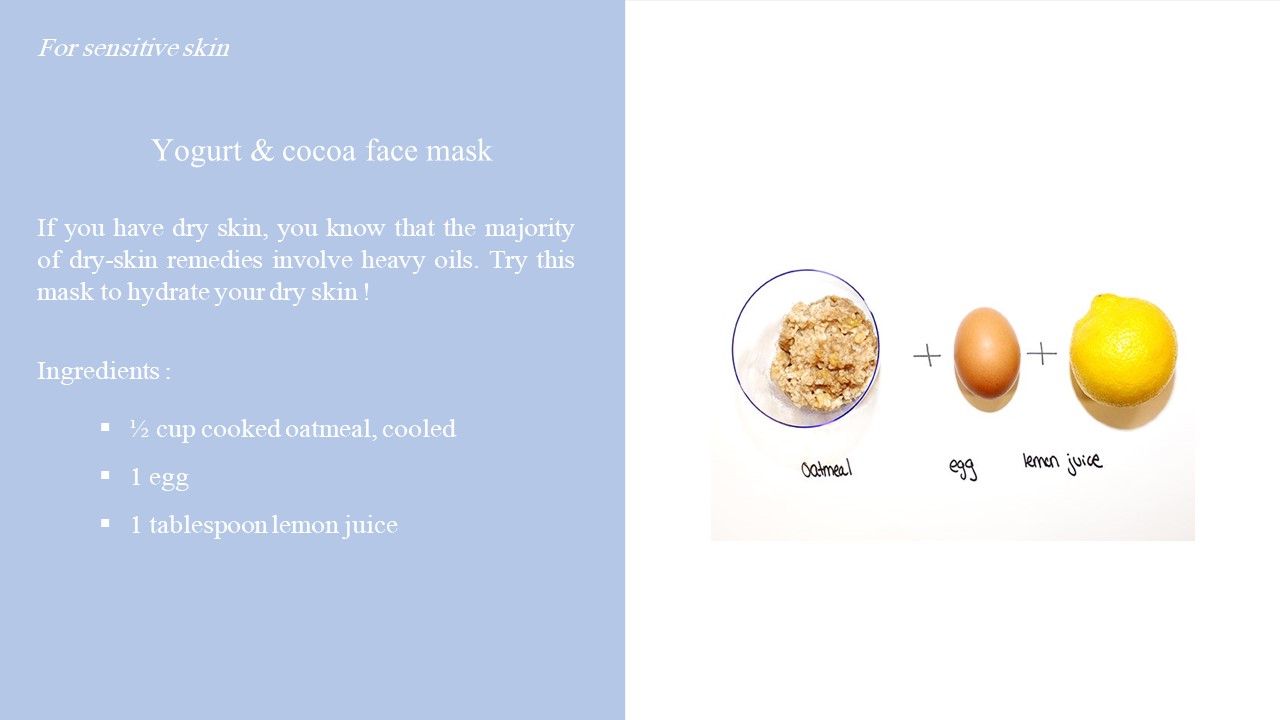 For sensitive skin
Yogurt & cocoa face mask
If you have dry skin, you know that the majority
of dry-skin remedies involve heavy oils. Try this
mask to hydrate your dry skin !
Ingredients :
▪ ½ cup cooked oatmeal, cooled
▪ 1 egg
▪ 1 tablespoon lemon juice
+ +
oatmeal egg lemon juice